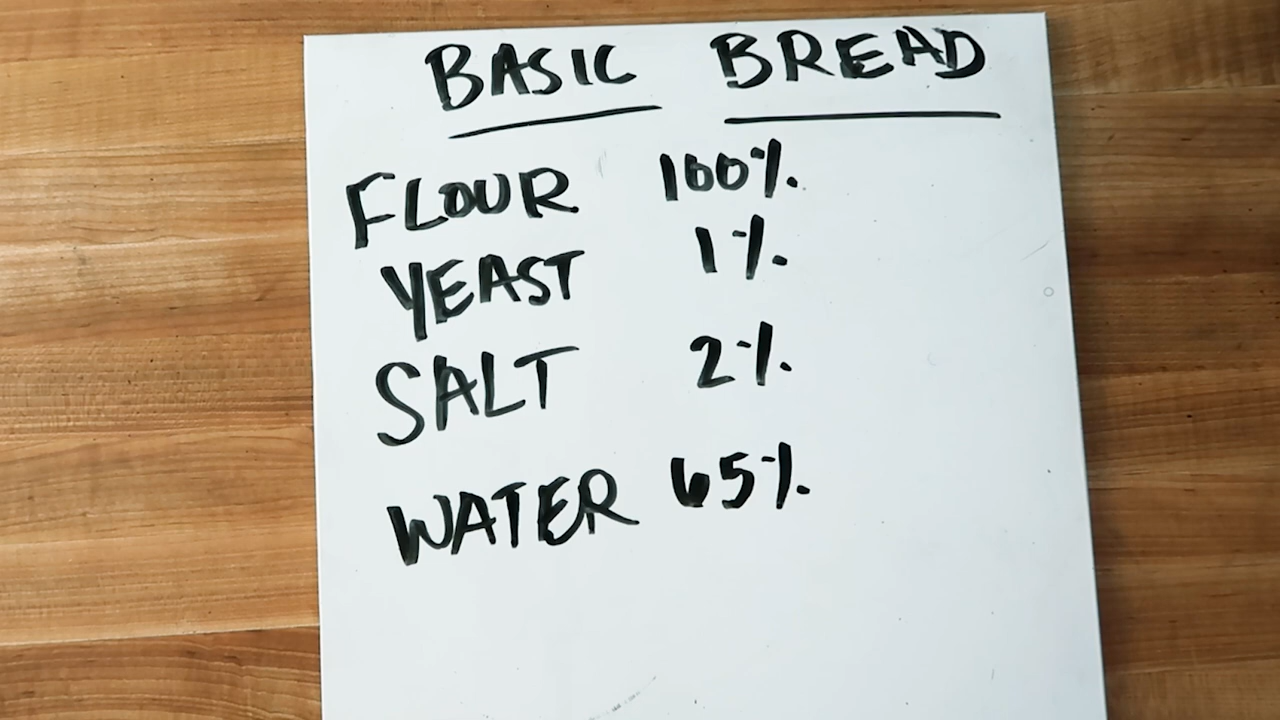 BASIC BREAD
FLOUR 100%
YEAST 1%
SALT 2%
WATER 65%